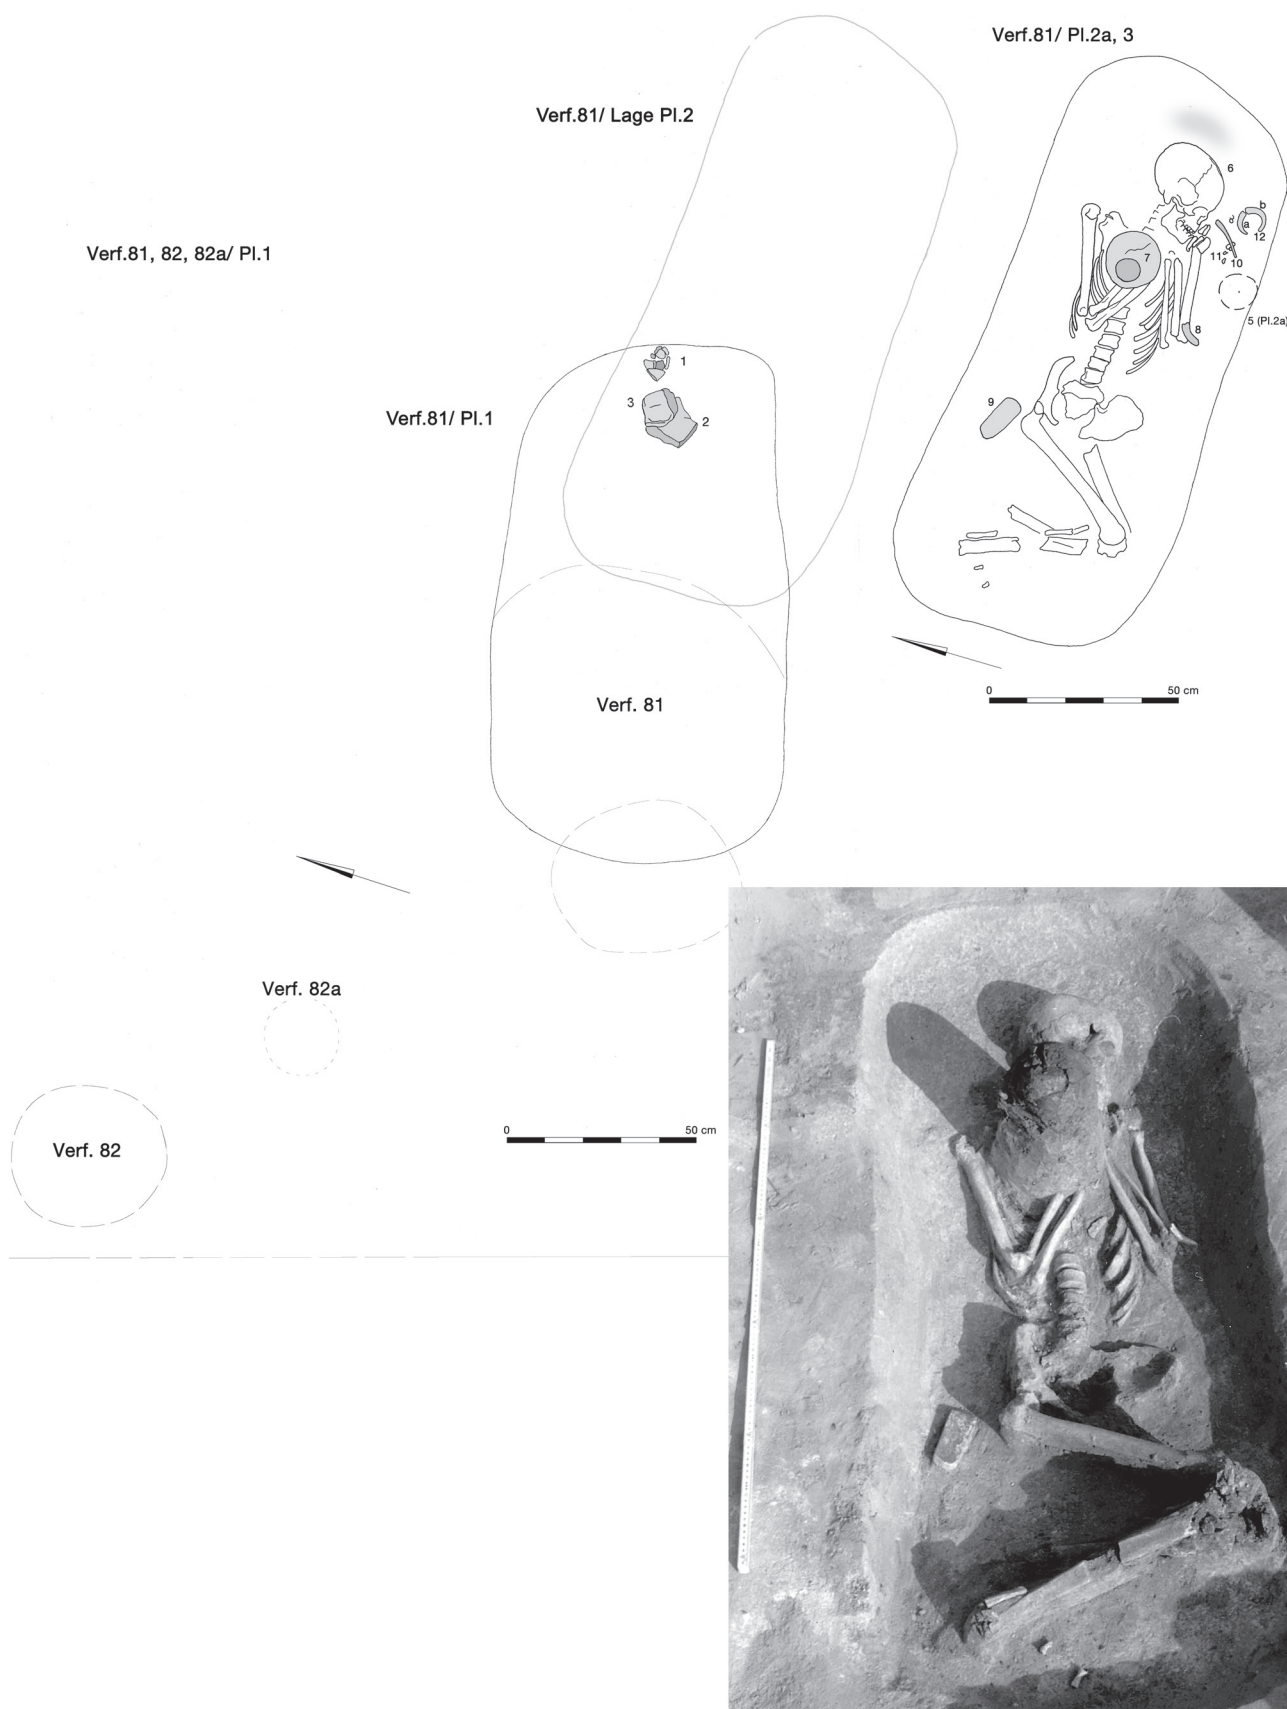 Verf.81/ Pl.2a, 3
Verf.81/ Lage Pl.2
6
b
d
a
12
Verf.81, 82, 82a/ Pl.1
11
10
7
5 (Pl.2a)
8
1
9
3
Verf.81/ Pl.1
2
0 50 cm
Verf. 81
Verf. 82a
0 50 cm
Verf. 82